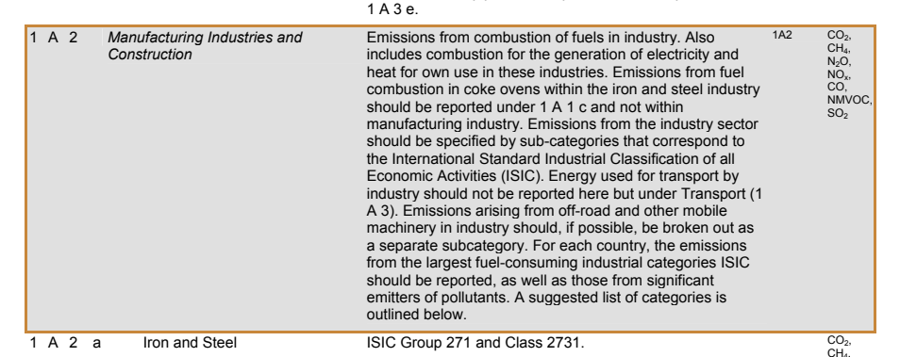 1 A 3 e.
1 A 2 Manufacturing Industries and Construction Emissions from combustion of fuels in industry. Also 1A2 CO₂,
includes combustion for the generation of electricity and CH₄,
heat for own use in these industries. Emissions from fuel N₂O,
combustion in coke ovens within the iron and steel industry NOₓ,
should be reported under 1 A 1 c and not within CO,
manufacturing industry. Emissions from the industry sector NMVOC,
should be specified by sub-categories that correspond to SO₂
the International Standard Industrial Classification of all
Economic Activities (ISIC). Energy used for transport by
industry should not be reported here but under Transport (1
A 3). Emissions arising from off-road and other mobile
machinery in industry should, if possible, be broken out as
a separate subcategory. For each country, the emissions
from the largest fuel-consuming industrial categories ISIC
should be reported, as well as those from significant
emitters of pollutants. A suggested list of categories is
outlined below.
1 A 2 a Iron and Steel ISIC Group 271 and Class 2731. CO₂,
CH₄,